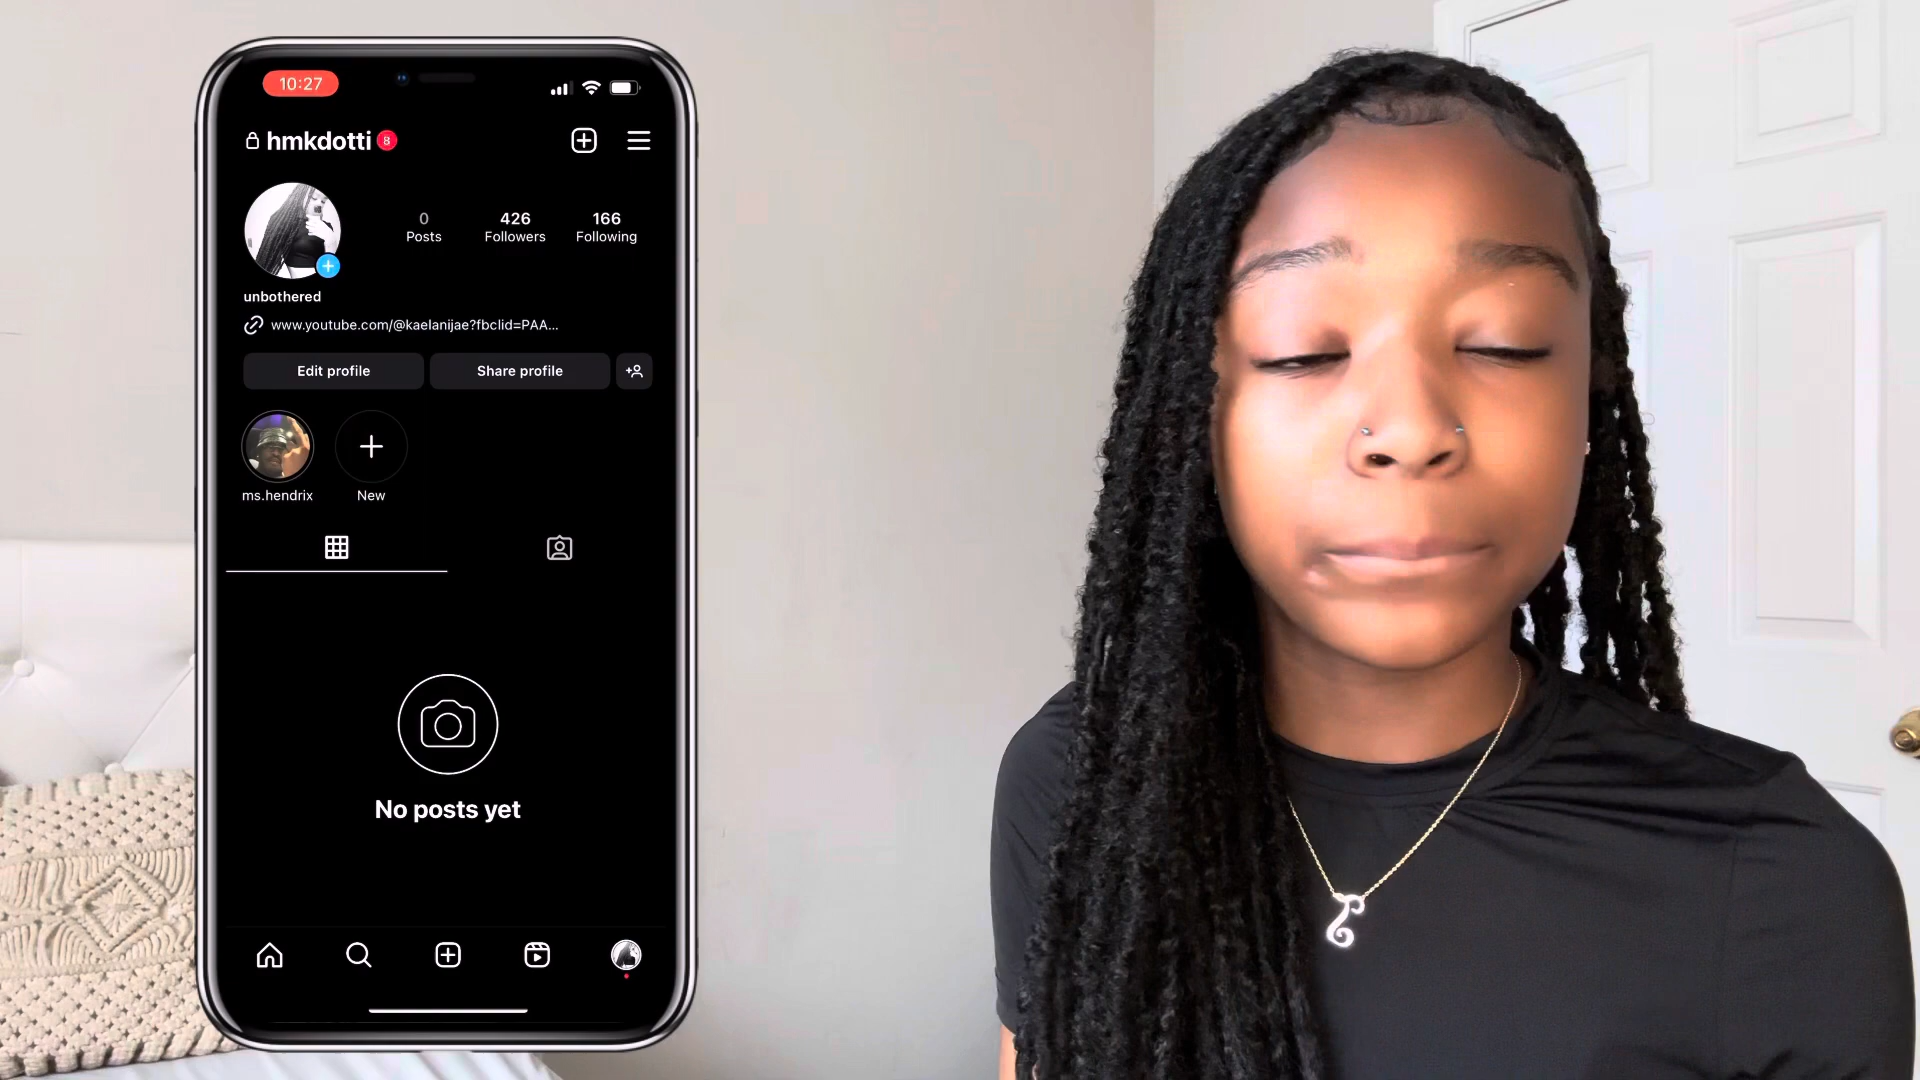 10:27
hmkdotti 8
0 426 166
Posts Followers Following
unbothered
www.youtube.com/@kaelanijae?fbclid=PAA...
Edit profile Share profile
ms.hendrix New
No posts yet